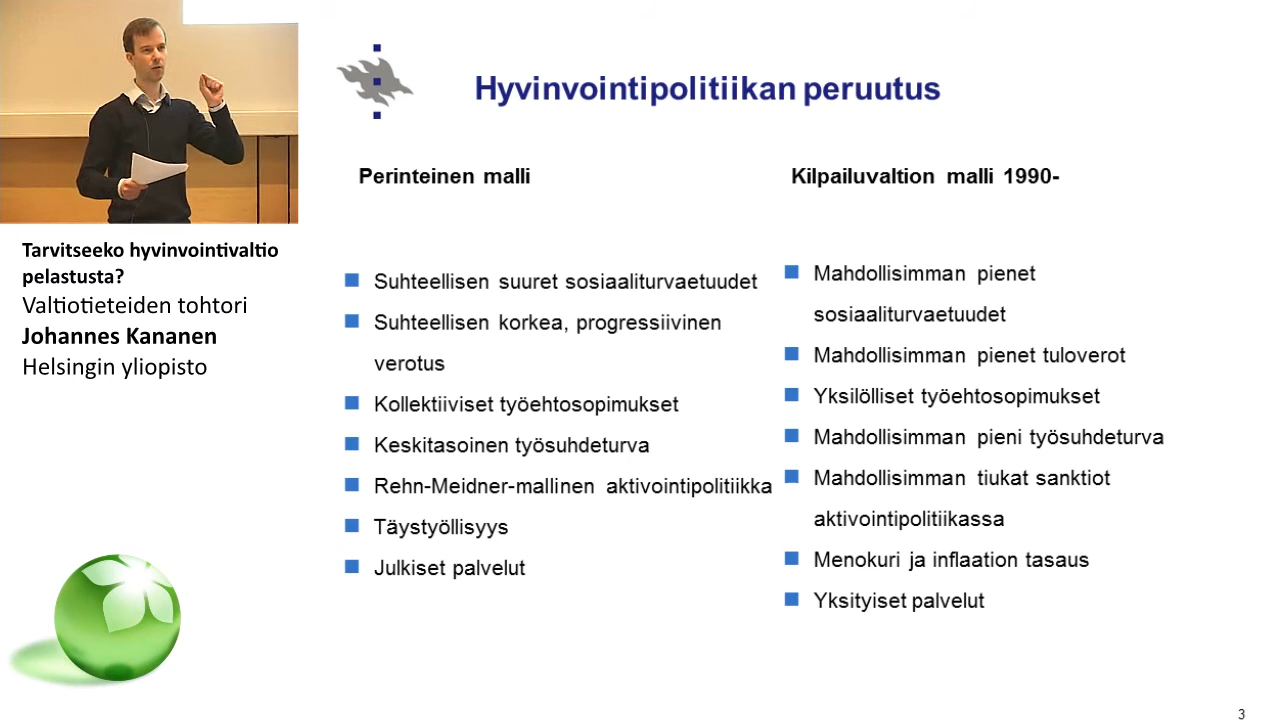 Hyvinvointipolitiikan peruutus
Perinteinen malli
Suhteellisen suuret sosiaaliturvaetuudet
Suhteellisen korkea, progressiivinen
verotus
Kollektiiviset työehtosopimukset
Keskitasoinen työsuhdeturva
Rehn-Meidner-mallinen aktivointipolitiikka
Täystyöllisyys
Julkiset palvelut
Kilpailuvaltion malli 1990-
Mahdollisimman pienet
sosiaaliturvaetuudet
Mahdollisimman pienet tuloverot
Yksilölliset työehtosopimukset
Mahdollisimman pieni työsuhdeturva
Mahdollisimman tiukat sanktiot
aktivointipolitiikassa
Menokuri ja inflaation tasaus
Yksityiset palvelut
Tarvitseeko hyvinvointivaltio
pelastusta?
Valtiotieteiden tohtori
Johannes Kananen
Helsingin yliopisto
3